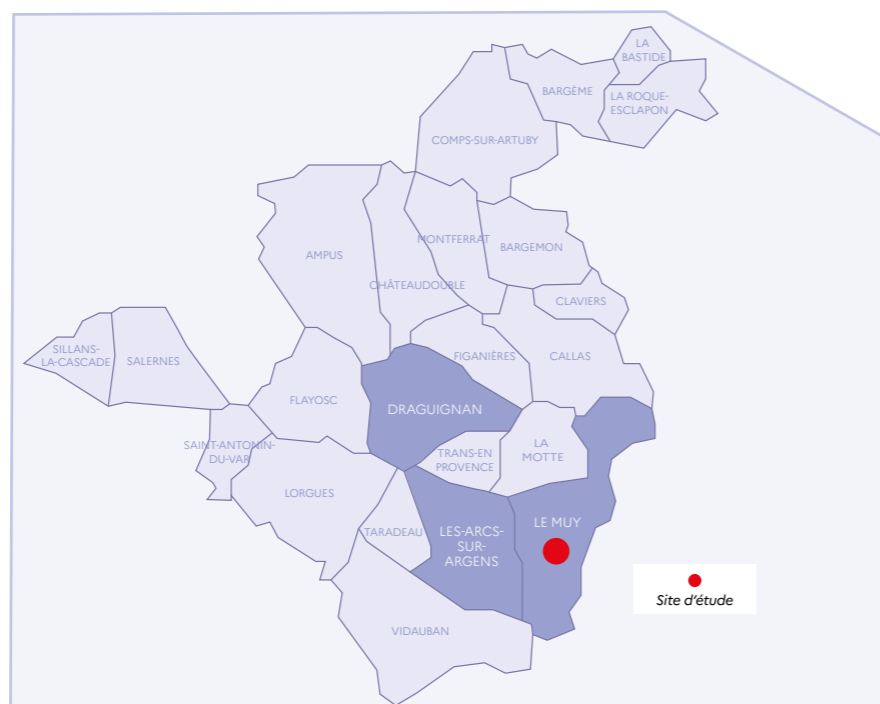 LA
BASTIDE
BARGÈME
LA ROQUE-
ESCLAPON
COMPS-SUR-ARTUBY
MONTFERRAT
BARGEMON
AMPUS
CHÂTEAUDOUBLE
CLAVIERS
SILLANS-
LA-CASCADE
SALERNES
FIGANIÈRES
CALLAS
FLAYOSC
DRAGUIGNAN
SAINT-ANTONIN-
DU-VAR
TRANS-EN
PROVENCE
LA
MOTTE
LORGUES
TARADEAU
LES-ARCS-
SUR-
ARGENS
LE MUY
VIDAUBAN
Site d'étude